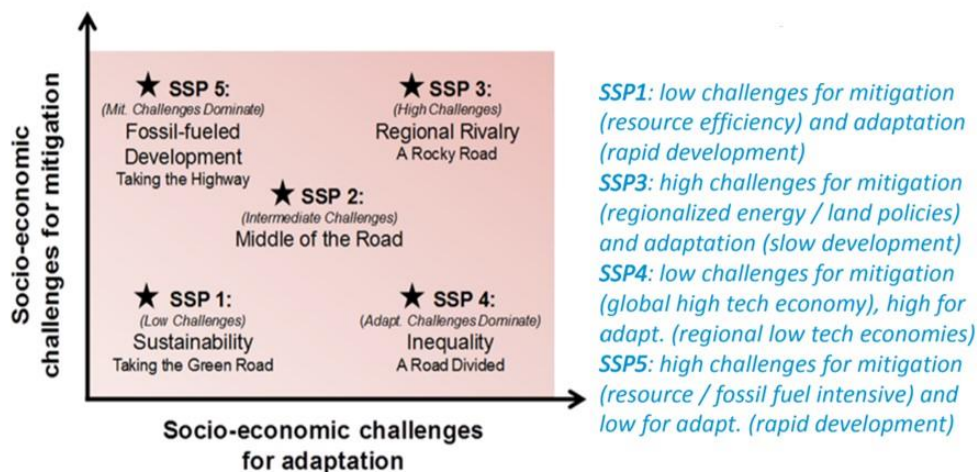 Socio-economic
challenges for mitigation
★ SSP 5:
(Mit. Challenges Dominate)
Fossil-fueled
Development
Taking the Highway
★ SSP 3:
(High Challenges)
Regional Rivalry
A Rocky Road
★ SSP 2:
(Intermediate Challenges)
Middle of the Road
★ SSP 1:
(Low Challenges)
Sustainability
Taking the Green Road
★ SSP 4:
(Adapt. Challenges Dominate)
Inequality
A Road Divided
Socio-economic challenges
for adaptation
SSP1: low challenges for mitigation
(resource efficiency) and adaptation
(rapid development)
SSP3: high challenges for mitigation
(regionalized energy / land policies)
and adaptation (slow development)
SSP4: low challenges for mitigation
(global high tech economy), high for
adapt. (regional low tech economies)
SSP5: high challenges for mitigation
(resource / fossil fuel intensive) and
low for adapt. (rapid development)